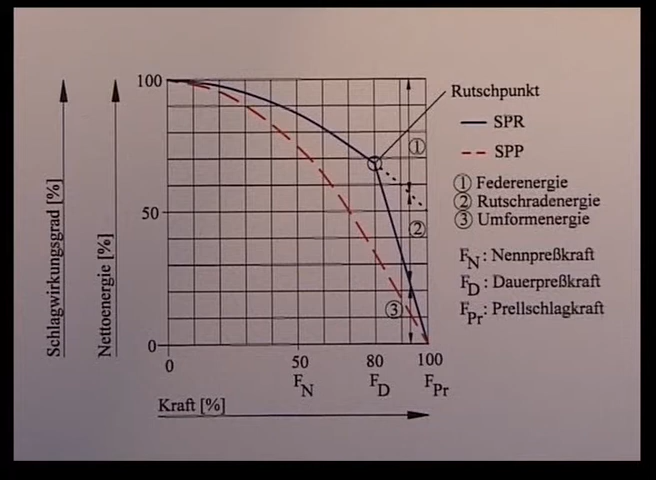 Schlagwirkungsgrad [%]
Nettoenergie [%]
100
50
0
0
50
80
100
F_N
F_D
F_Pr
Kraft [%]
①
②
③
Rutschpunkt
SPR
SPP
① Federenergie
② Rutschradenergie
③ Umformenergie
F_N: Nennpreßkraft
F_D: Dauerpreßkraft
F_Pr: Prellschlagkraft